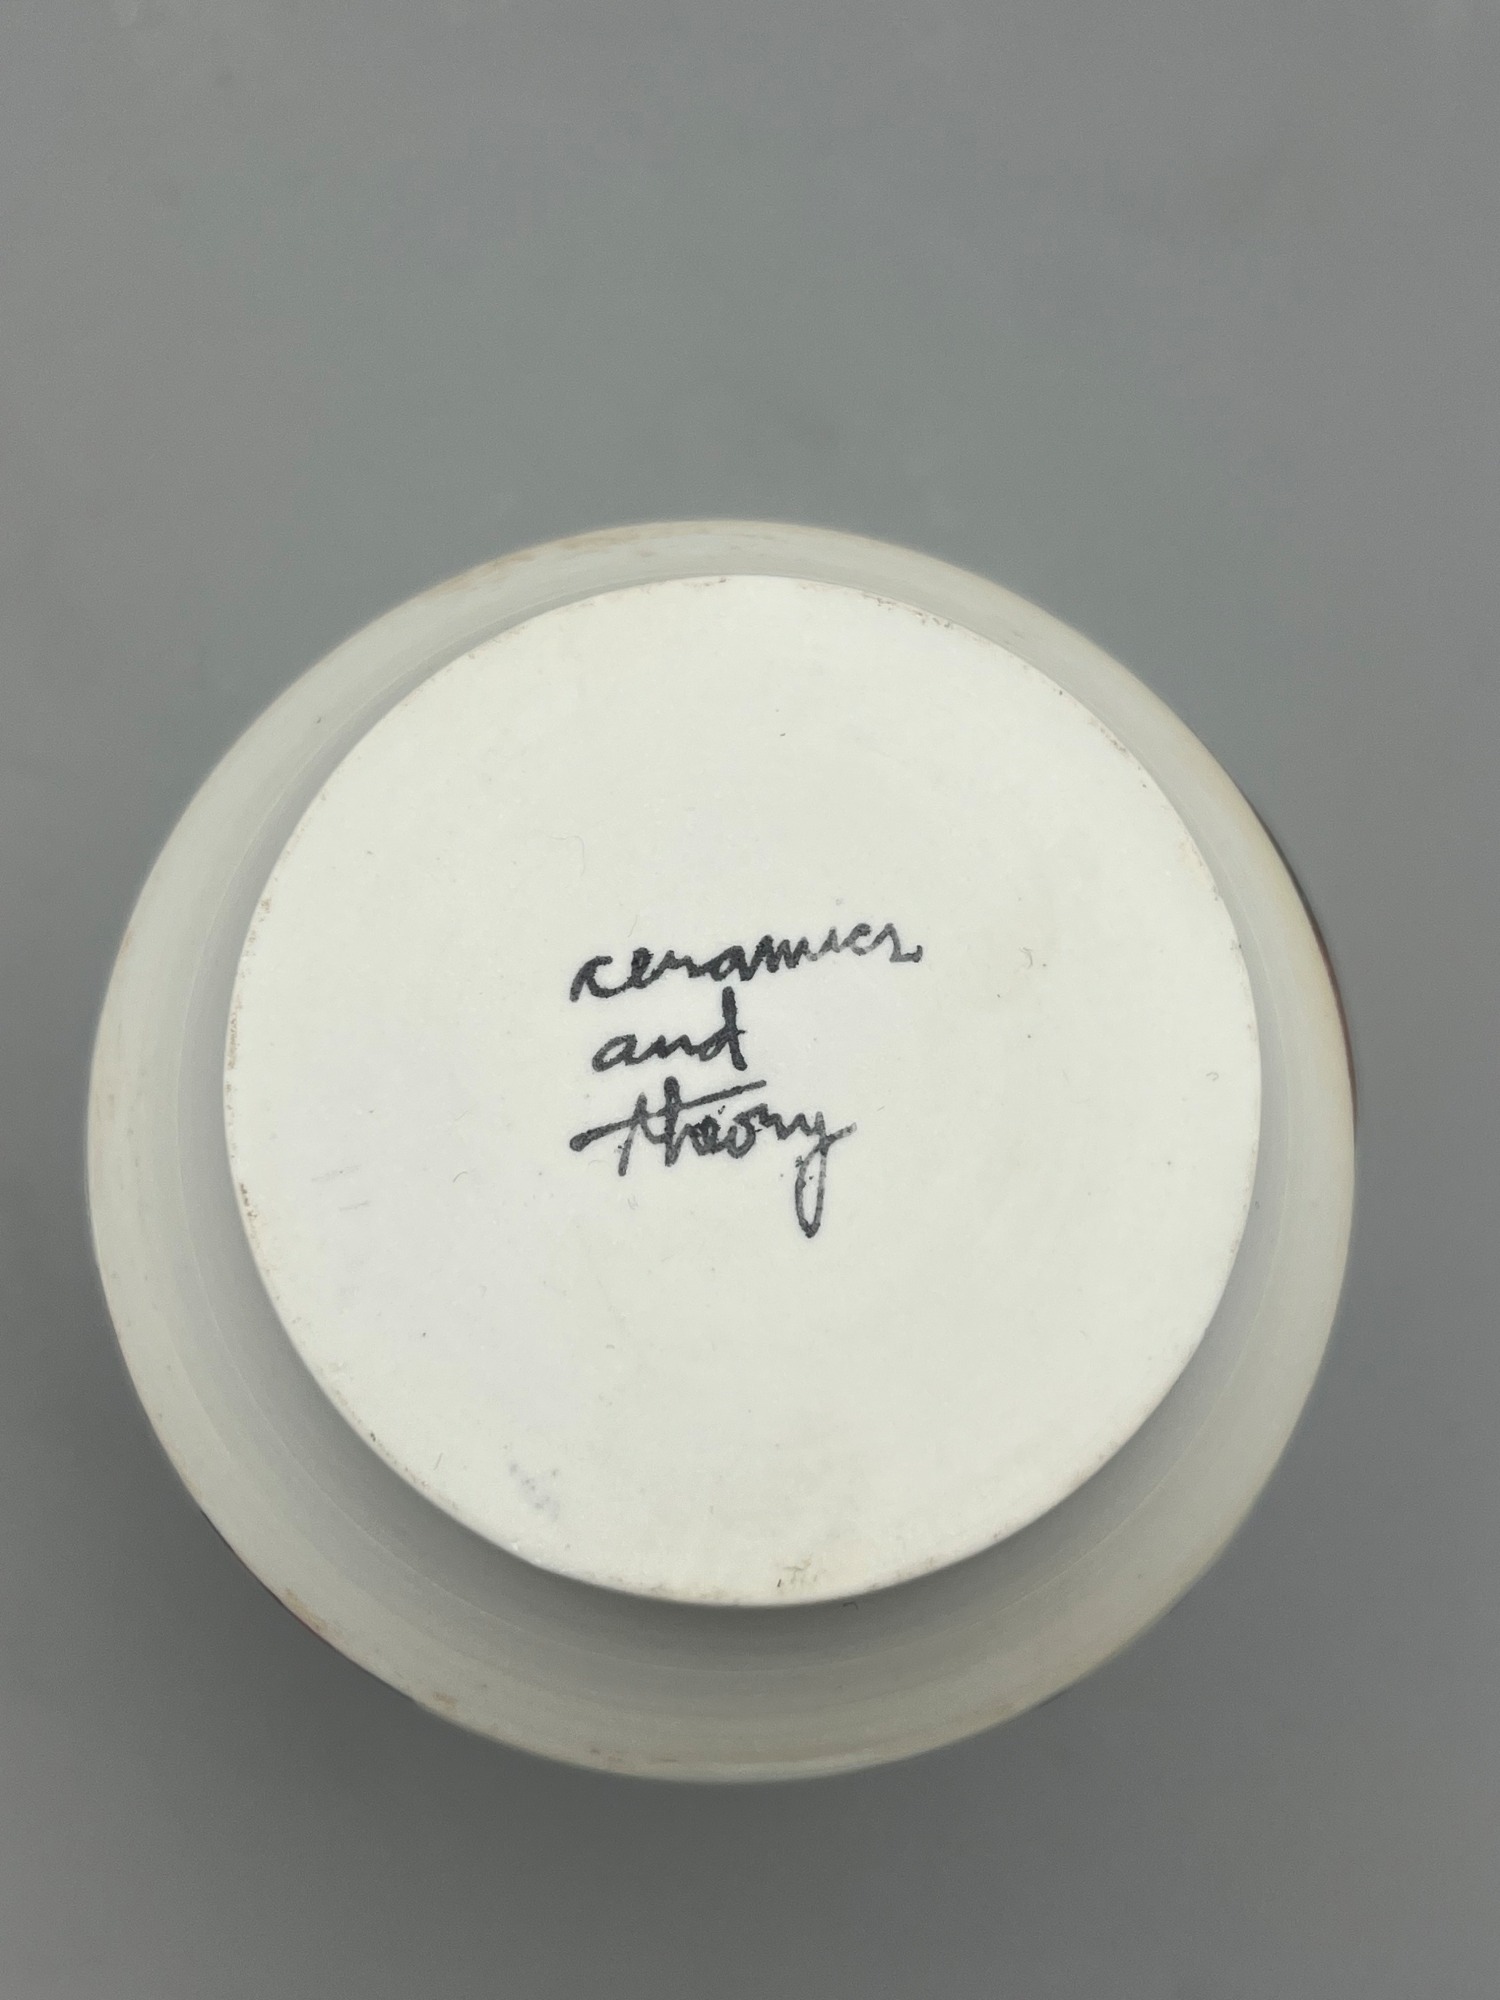 ceramics
and
theory